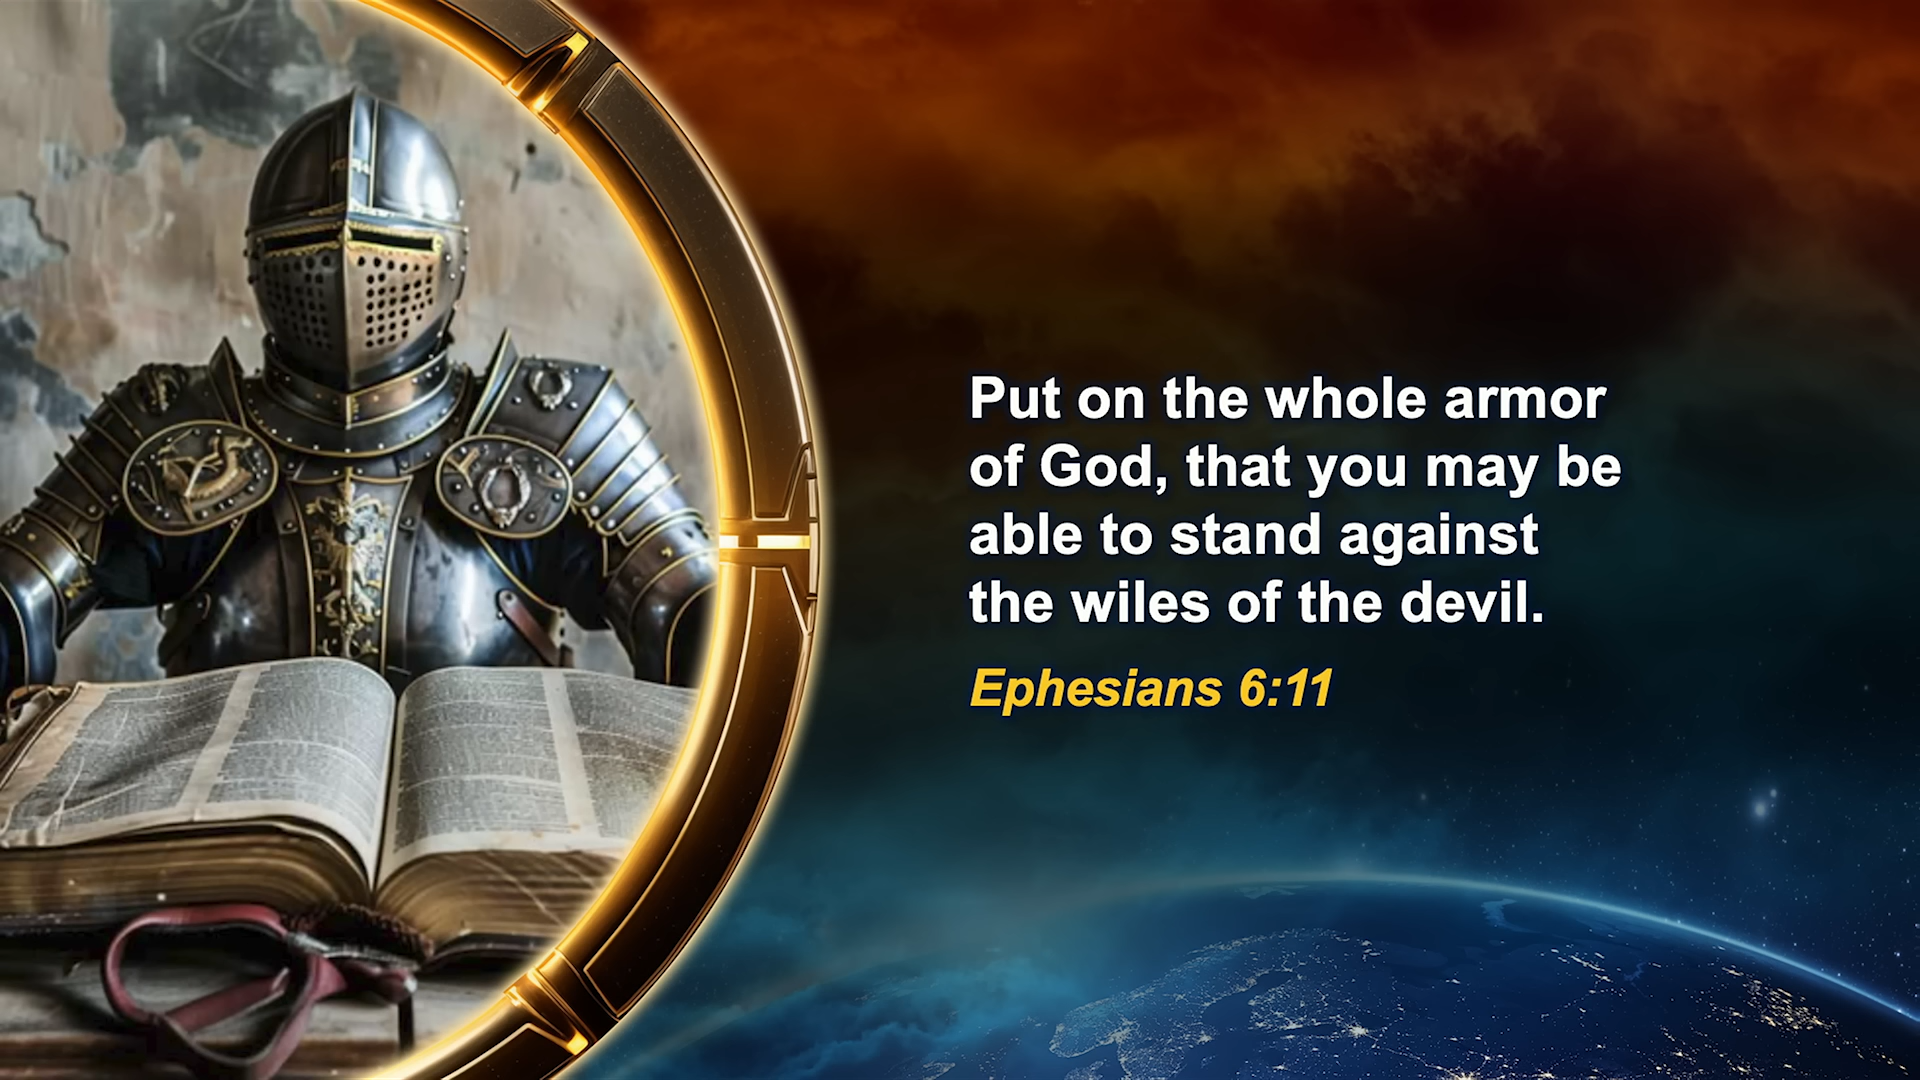 Put on the whole armor
of God, that you may be
able to stand against
the wiles of the devil.
Ephesians 6:11